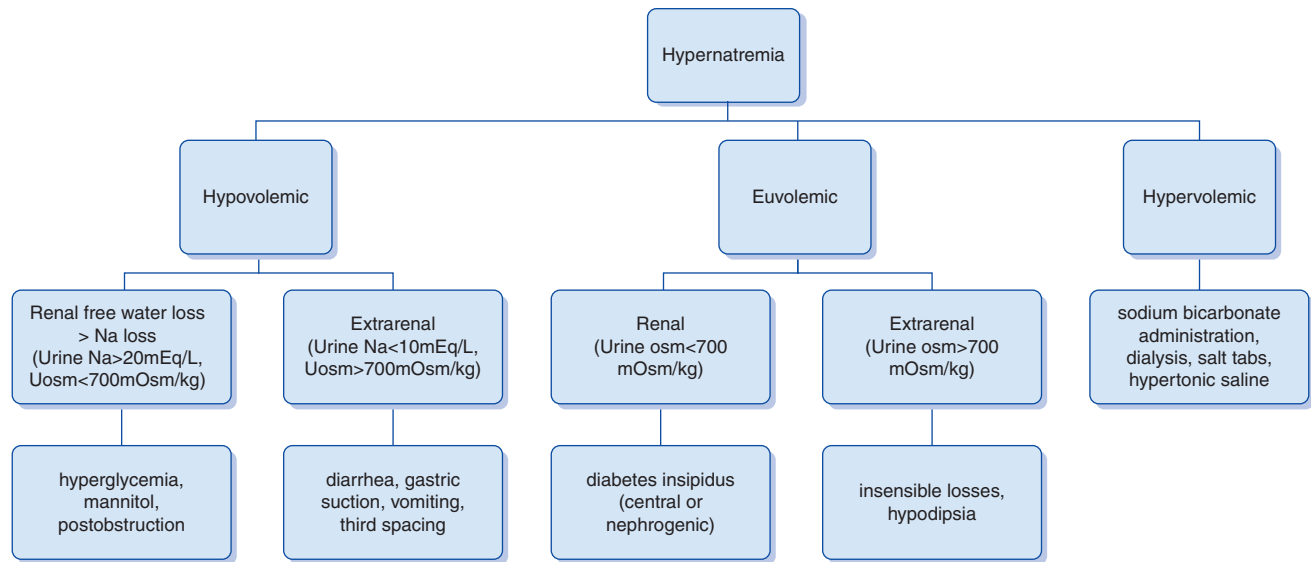 Hypernatremia
Hypovolemic
Euvolemic
Hypervolemic
Renal free water loss
> Na loss
(Urine Na>20mEq/L,
Uosm<700mOsm/kg)
Extrarenal
(Urine Na<10mEq/L,
Uosm>700mOsm/kg)
Renal
(Urine osm<700
mOsm/kg)
Extrarenal
(Urine osm>700
mOsm/kg)
sodium bicarbonate
administration,
dialysis, salt tabs,
hypertonic saline
hyperglycemia,
mannitol,
postobstruction
diarrhea, gastric
suction, vomiting,
third spacing
diabetes insipidus
(central or
nephrogenic)
insensible losses,
hypodipsia